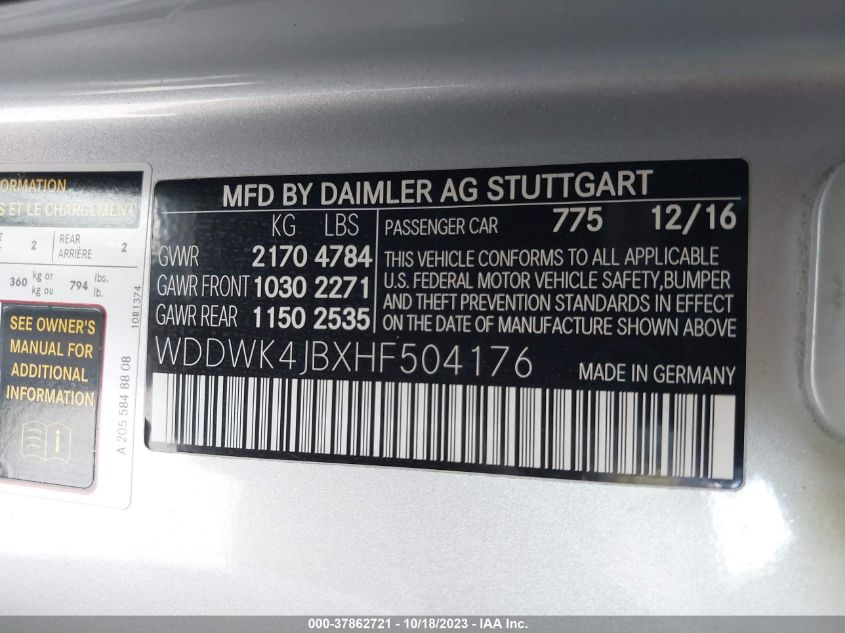 ORMATION
S ET LE CHARGEMENT
2 REAR ARRIÈRE 2
360 kg or kg ou 794 lbs. lb.
1081374
SEE OWNER'S
MANUAL FOR
ADDITIONAL
INFORMATION
A 205 584 88 08
MFD BY DAIMLER AG STUTTGART
KG LBS
GVWR 2170 4784
GAWR FRONT 1030 2271
GAWR REAR 1150 2535
PASSENGER CAR 775 12/16
THIS VEHICLE CONFORMS TO ALL APPLICABLE
U.S. FEDERAL MOTOR VEHICLE SAFETY,BUMPER
AND THEFT PREVENTION STANDARDS IN EFFECT
ON THE DATE OF MANUFACTURE SHOWN ABOVE
WDDWK4JBXHF504176
MADE IN GERMANY
000-37862721 - 10/18/2023 - IAA INC.